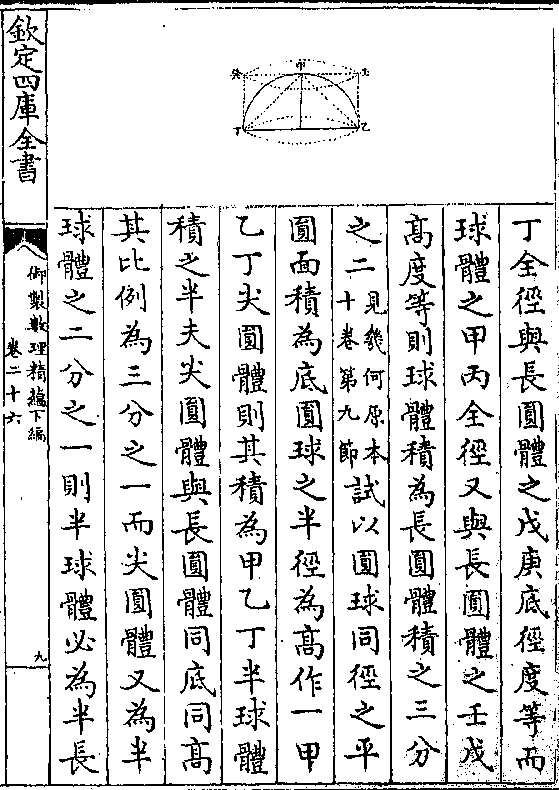 丁全徑與長圓體之戊庚底徑度等而
球體之甲丙全徑又與長圓體之壬戊
高度等則球體積為長圓體積之三分
之二見幾何原本十卷第九節試以圓球同徑之平
圓面積為底圓球之半徑為高作一甲
乙丁尖圓體則其積為甲乙丁半球體
積之半夫尖圓體與長圓體同底同高
其比例為三分之一而尖圓體又為半
球體之二分之一則半球體必為半長
欽定四庫全書
御製數理精蘊下編
卷二十六
九
癸
甲
壬
丁
乙